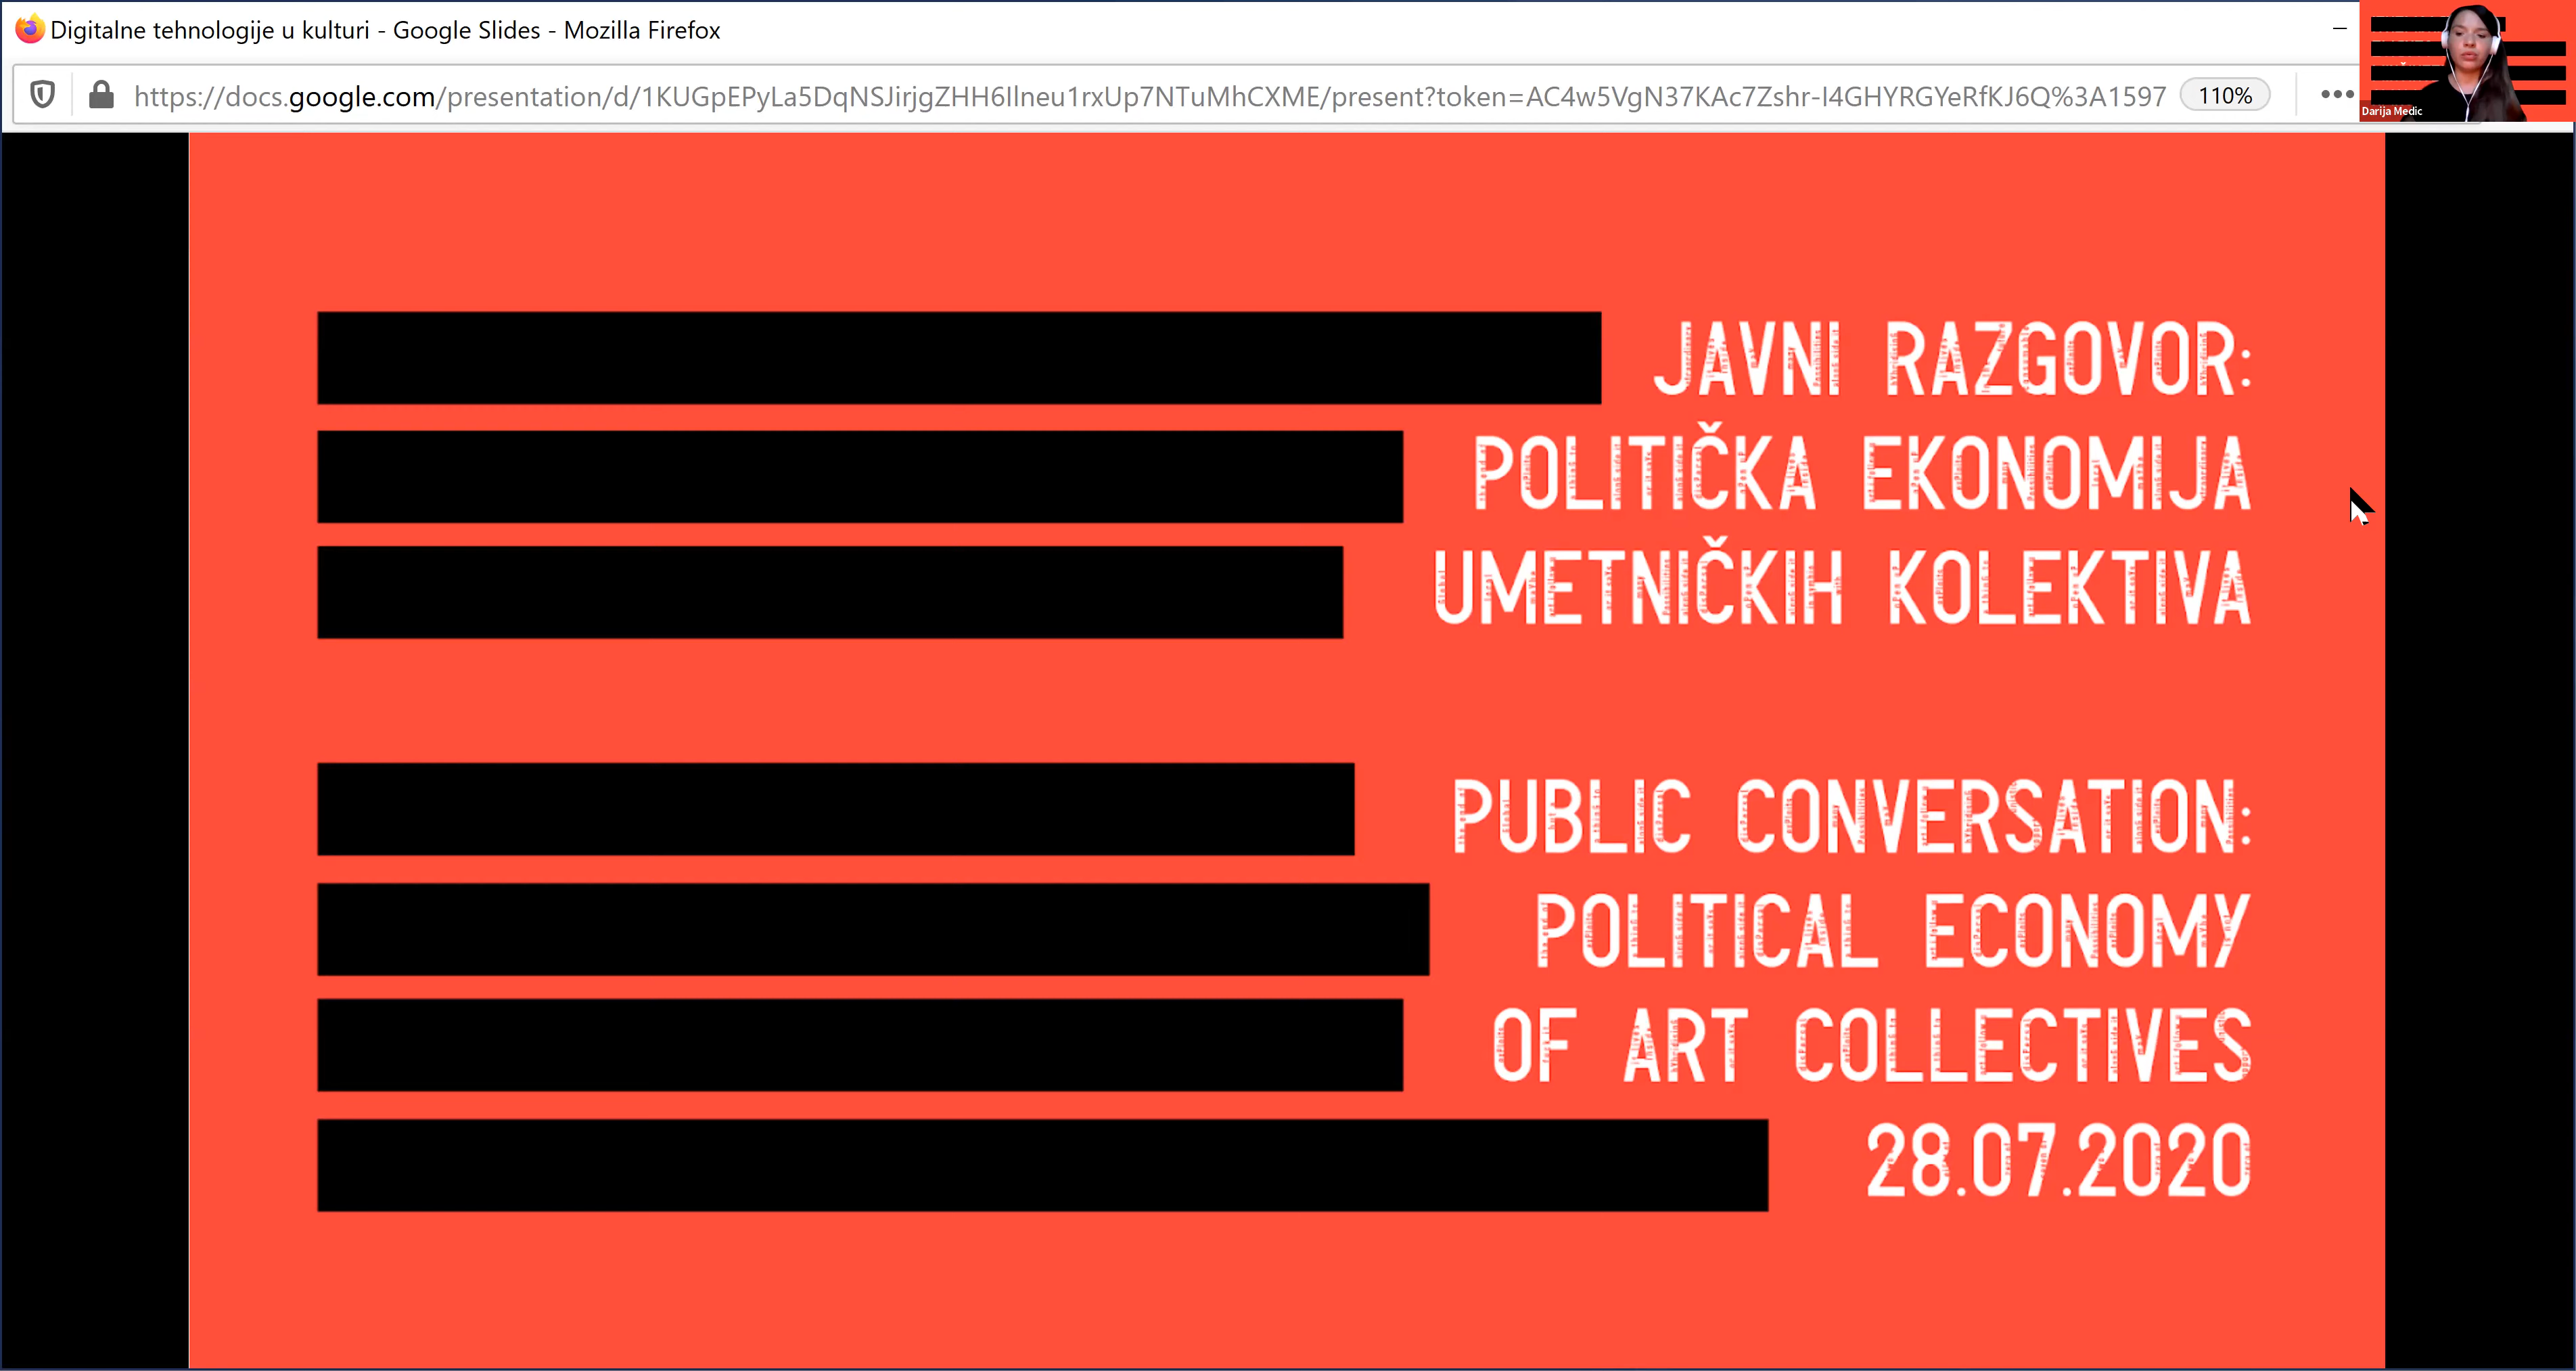 Digitalne tehnologije u kulturi - Google Slides - Mozilla Firefox
https://docs.google.com/presentation/d/1KUGpEPyLa5DqNSJirjgZHH6Ilneu1rxUp7NTuMhCXME/present?token=AC4w5VgN37KAc7Zshr-I4GHYRGYeRfKJ6Q%3A1597
110%
Darija Medic
JAVNI RAZGOVOR:
POLITIČKA EKONOMIJA
UMETNIČKIH KOLEKTIVA
PUBLIC CONVERSATION:
POLITICAL ECONOMY
OF ART COLLECTIVES
28.07.2020